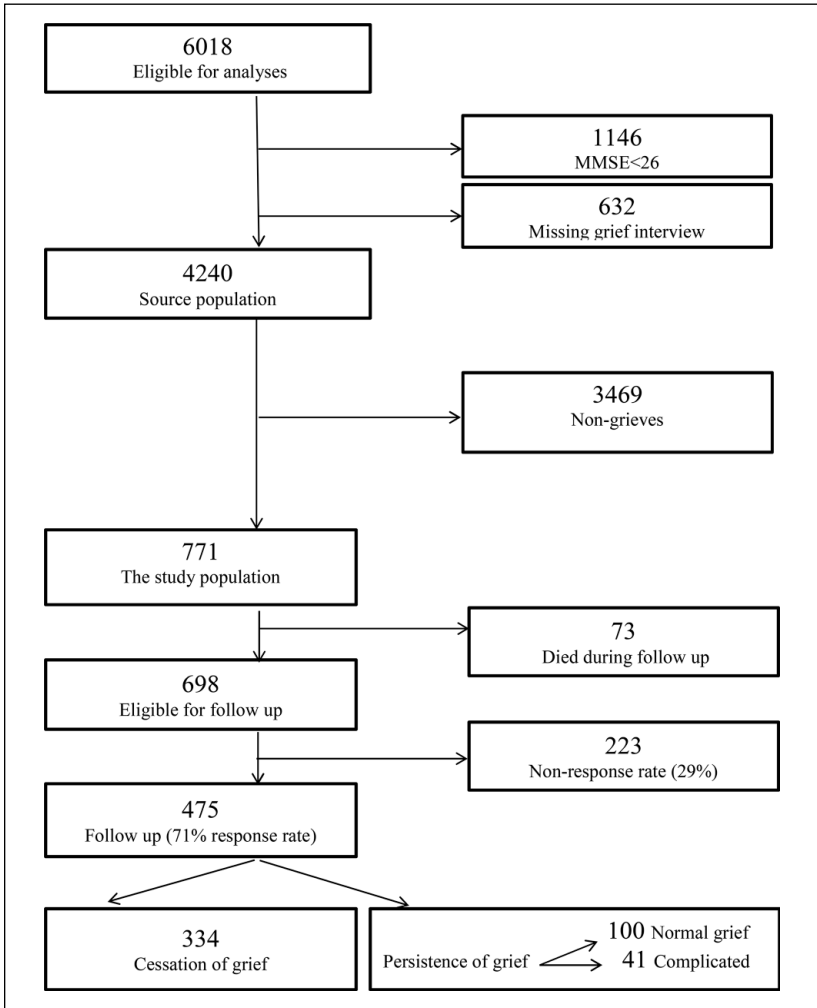 6018
Eligible for analyses
1146
MMSE<26
632
Missing grief interview
4240
Source population
3469
Non-grieves
771
The study population
73
Died during follow up
698
Eligible for follow up
223
Non-response rate (29%)
475
Follow up (71% response rate)
334
Cessation of grief
100 Normal grief
Persistence of grief
41 Complicated